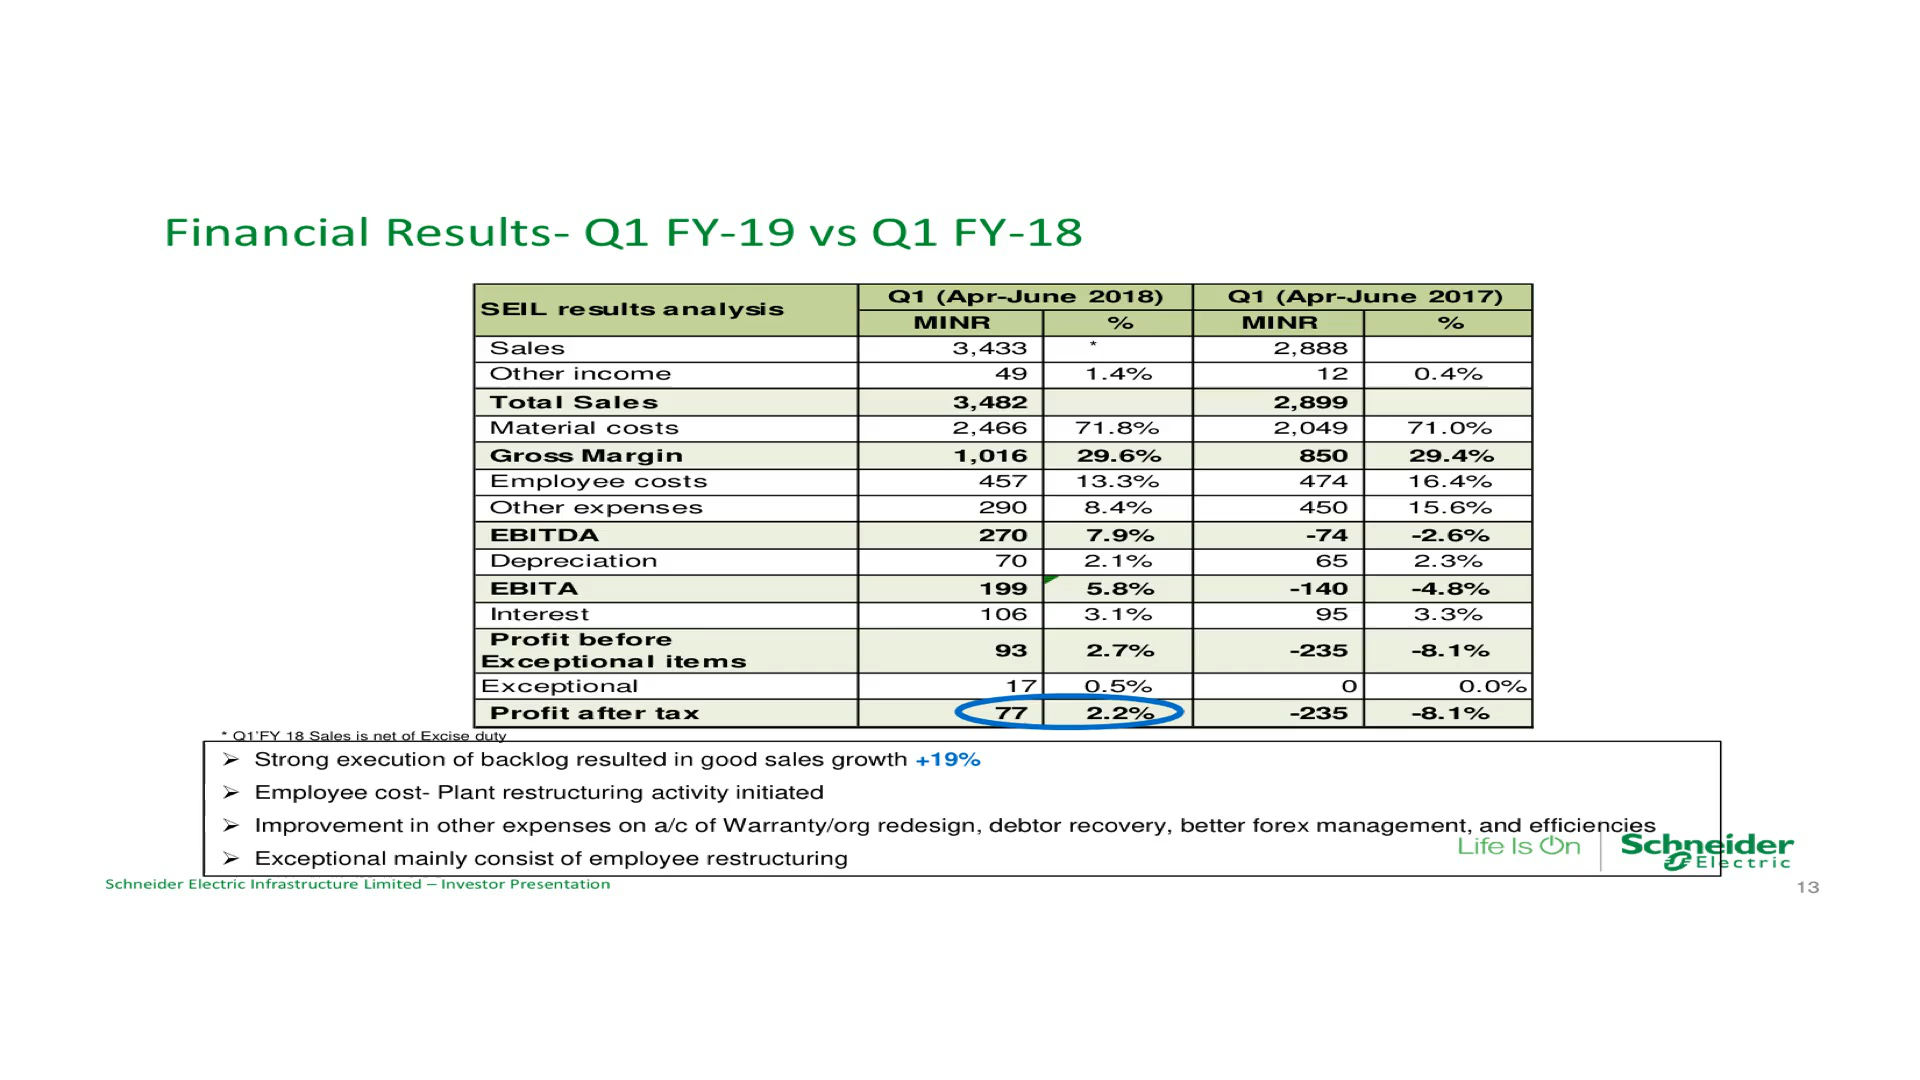 Financial Results- Q1 FY-19 vs Q1 FY-18
SEIL results analysis Q1 (Apr-June 2018) Q1 (Apr-June 2017)
MINR % MINR %
Sales 3,433 * 2,888
Other income 49 1.4% 12 0.4%
Total Sales 3,482 2,899
Material costs 2,466 71.8% 2,049 71.0%
Gross Margin 1,016 29.6% 850 29.4%
Employee costs 457 13.3% 474 16.4%
Other expenses 290 8.4% 450 15.6%
EBITDA 270 7.9% -74 -2.6%
Depreciation 70 2.1% 65 2.3%
EBITA 199 5.8% -140 -4.8%
Interest 106 3.1% 95 3.3%
Profit before
Exceptional items 93 2.7% -235 -8.1%
Exceptional 17 0.5% 0 0.0%
Profit after tax 77 2.2% -235 -8.1%
* Q1'FY 18 Sales is net of Excise duty
➢ Strong execution of backlog resulted in good sales growth +19%
➢ Employee cost- Plant restructuring activity initiated
➢ Improvement in other expenses on a/c of Warranty/org redesign, debtor recovery, better forex management, and efficiencies
➢ Exceptional mainly consist of employee restructuring
Life Is On
Schneider
Electric
Schneider Electric Infrastructure Limited – Investor Presentation
13